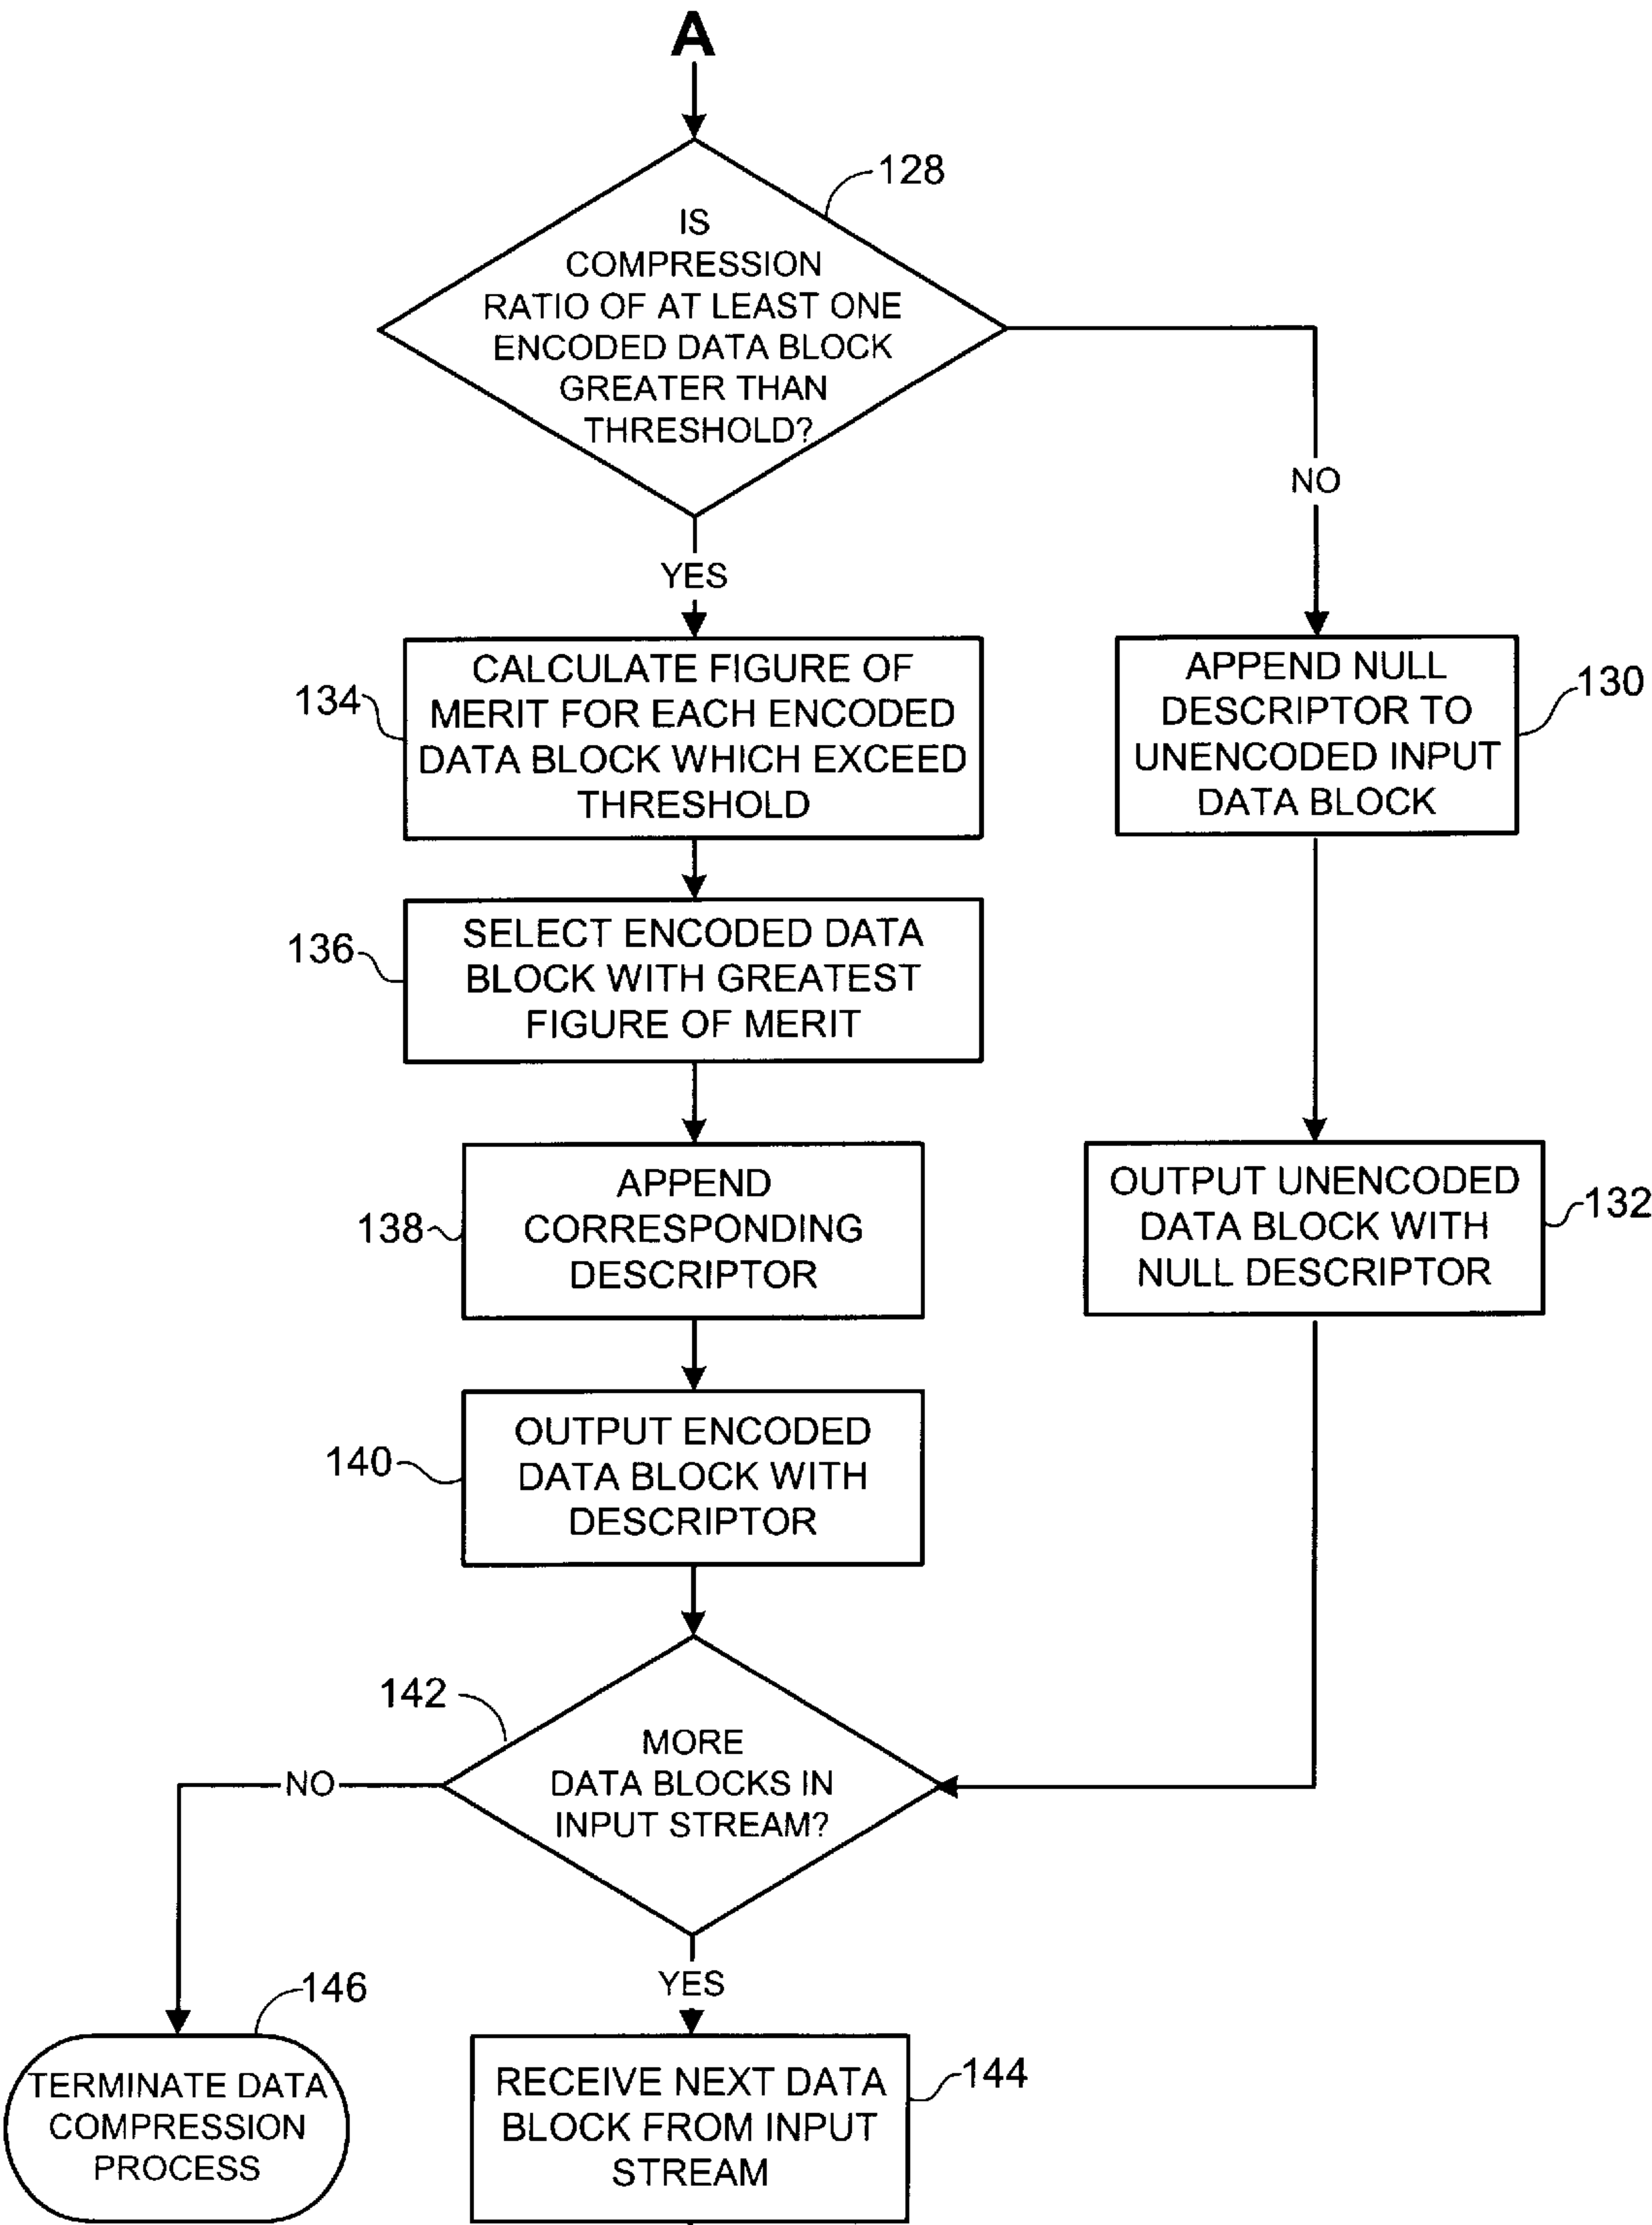 A
128
IS
COMPRESSION
RATIO OF AT LEAST ONE
ENCODED DATA BLOCK
GREATER THAN
THRESHOLD?
NO
YES
134
CALCULATE FIGURE OF
MERIT FOR EACH ENCODED
DATA BLOCK WHICH EXCEED
THRESHOLD
APPEND NULL
DESCRIPTOR TO
UNENCODED INPUT
DATA BLOCK
130
136
SELECT ENCODED DATA
BLOCK WITH GREATEST
FIGURE OF MERIT
138
APPEND
CORRESPONDING
DESCRIPTOR
OUTPUT UNENCODED
DATA BLOCK WITH
NULL DESCRIPTOR
132
140
OUTPUT ENCODED
DATA BLOCK WITH
DESCRIPTOR
142
MORE
DATA BLOCKS IN
INPUT STREAM?
NO
YES
146
TERMINATE DATA
COMPRESSION
PROCESS
RECEIVE NEXT DATA
BLOCK FROM INPUT
STREAM
144